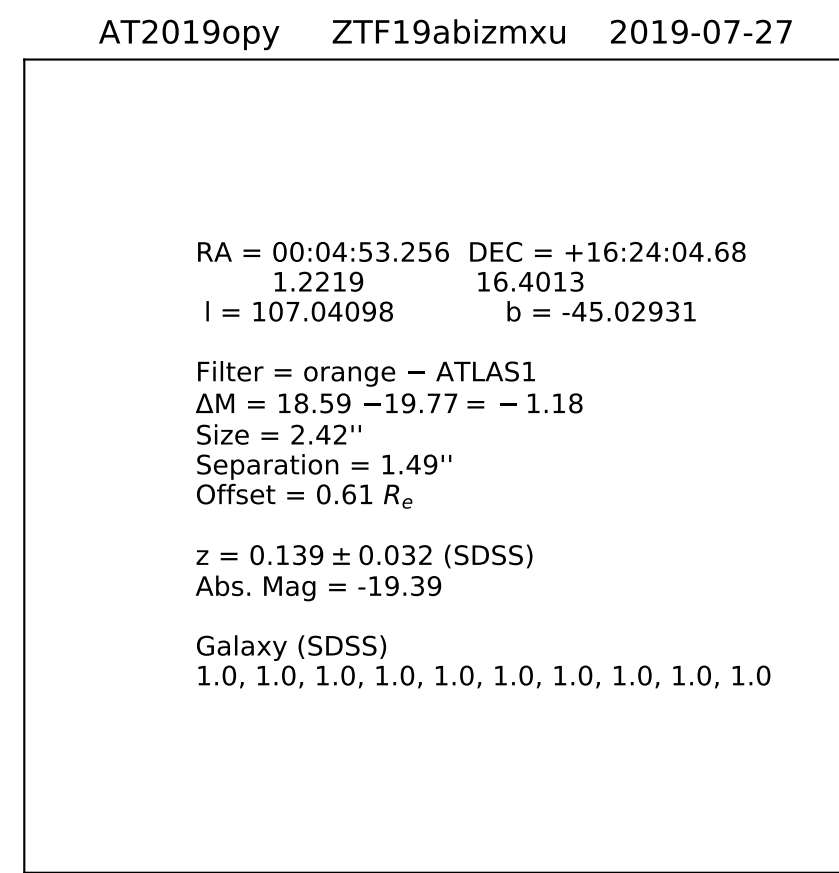 AT2019opy ZTF19abizmxu 2019-07-27
RA = 00:04:53.256 DEC = +16:24:04.68
1.2219 16.4013
l = 107.04098 b = -45.02931
Filter = orange − ATLAS1
ΔM = 18.59 −19.77 = − 1.18
Size = 2.42''
Separation = 1.49''
Offset = 0.61 Rₑ
z = 0.139 ± 0.032 (SDSS)
Abs. Mag = -19.39
Galaxy (SDSS)
1.0, 1.0, 1.0, 1.0, 1.0, 1.0, 1.0, 1.0, 1.0, 1.0